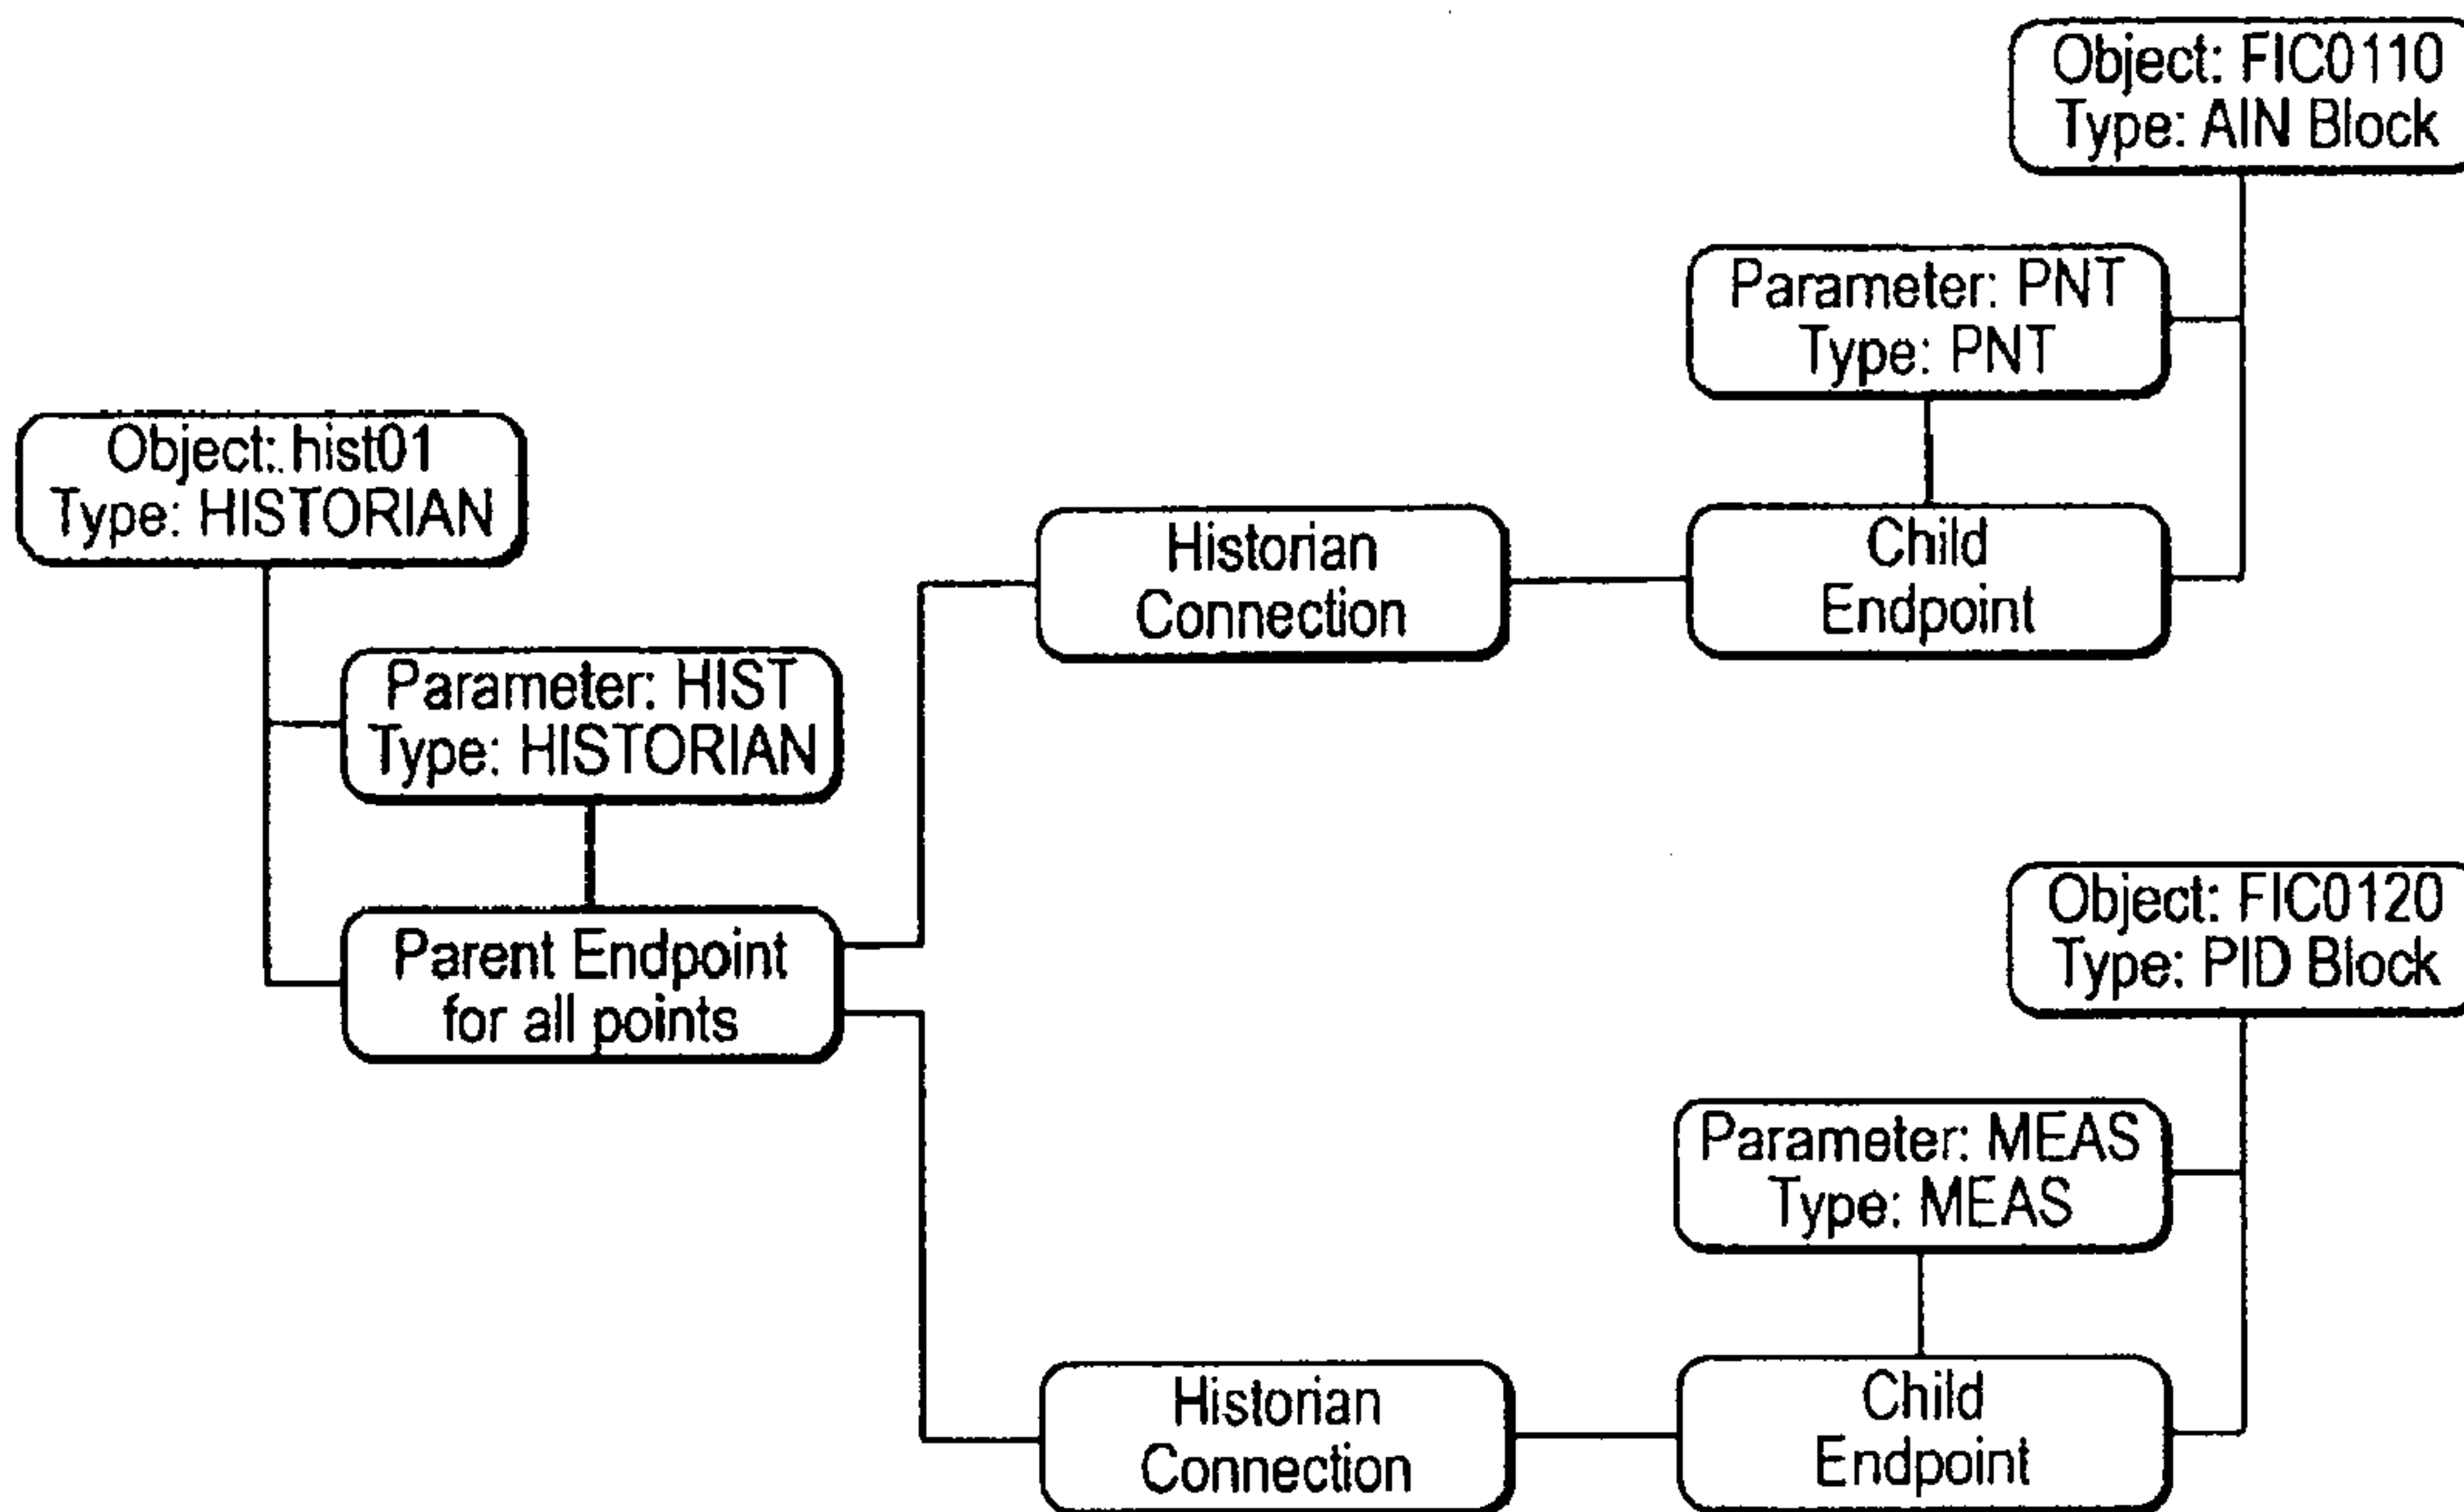 Object: FIC0110
Type: AIN Block
Parameter: PNT
Type: PNT
Object: hist01
Type: HISTORIAN
Historian
Connection
Child
Endpoint
Parameter: HIST
Type: HISTORIAN
Parent Endpoint
for all points
Object: FIC0120
Type: PID Block
Parameter: MEAS
Type: MEAS
Historian
Connection
Child
Endpoint